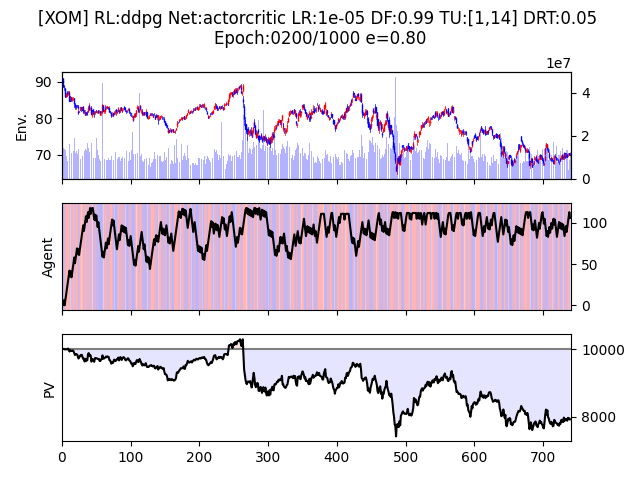 [XOM] RL:ddpg Net:actorcritic LR:1e-05 DF:0.99 TU:[1,14] DRT:0.05
Epoch:0200/1000 e=0.80
1e7
90
80
70
Env.
4
2
0
Agent
100
50
0
PV
10000
8000
0 100 200 300 400 500 600 700